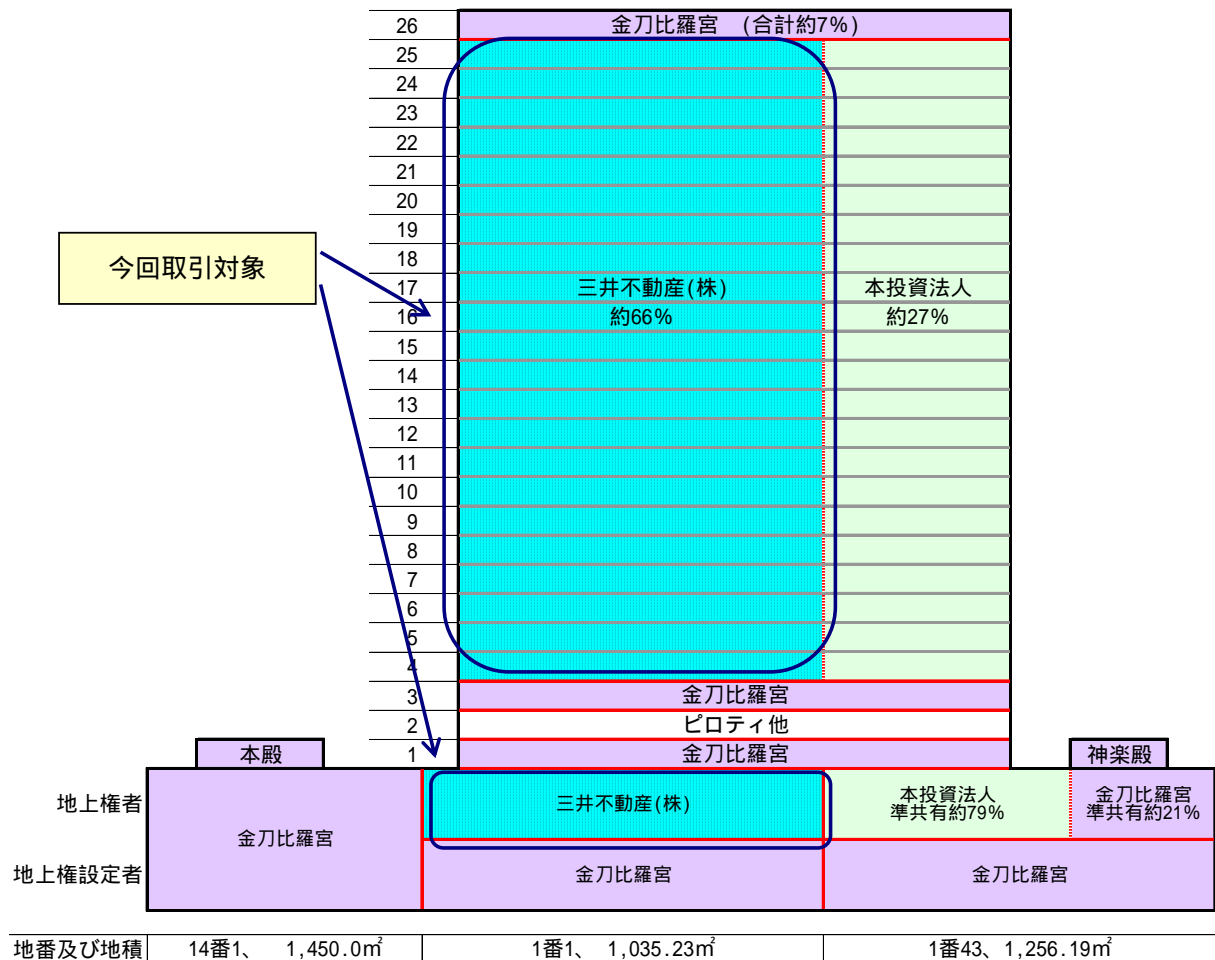 26
金刀比羅宮 (合計約7%)
25
24
23
22
21
20
19
18
17
16
15
14
13
12
11
10
9
8
7
6
5
4
3
2
1
今回取引対象
三井不動産(株)
約66%
本投資法人
約27%
金刀比羅宮
ピロティ他
金刀比羅宮
本殿
神楽殿
地上権者
金刀比羅宮
三井不動産(株)
本投資法人
準共有約79%
金刀比羅宮
準共有約21%
地上権設定者
金刀比羅宮
金刀比羅宮
地番及び地積
14番1、 1,450.0㎡
1番1、 1,035.23㎡
1番43、1,256.19㎡